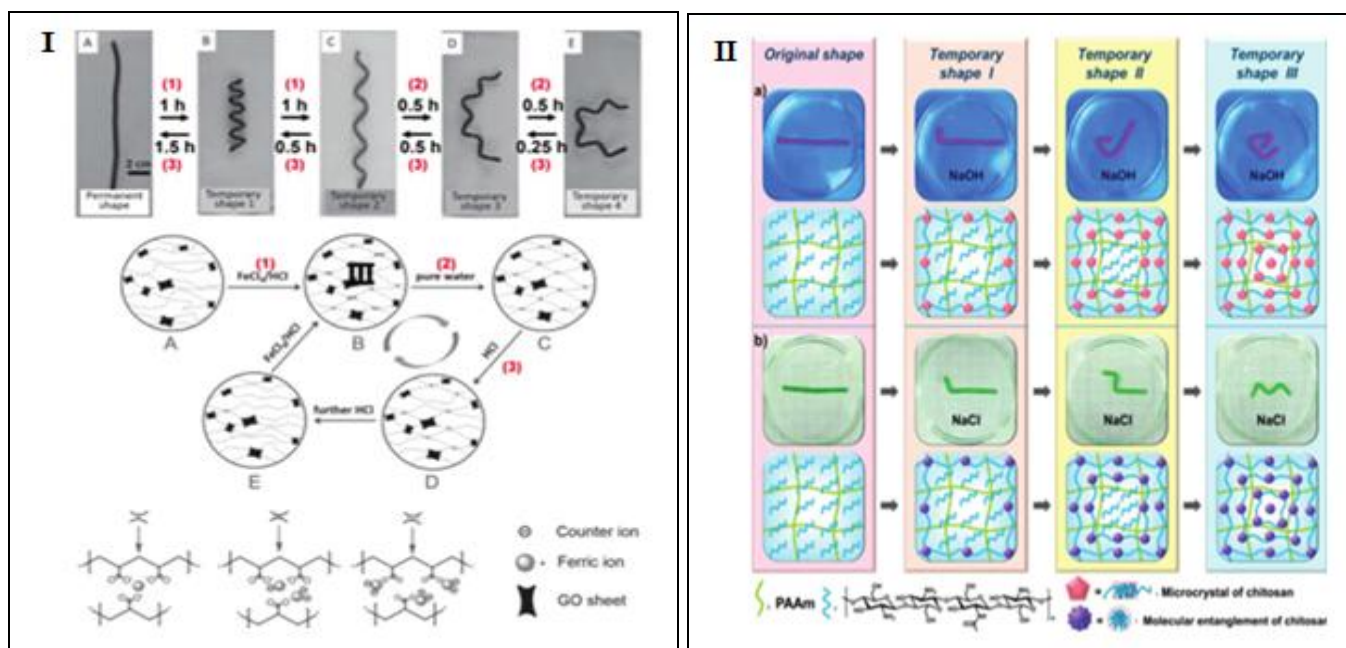 I
A B C D E
(1) (1) (2) (2)
1 h 1 h 0.5 h 0.5 h
1.5 h 0.5 h 0.5 h 0.25 h
(3) (3) (3) (3)
2 cm
Permanent shape
Temporary shape 1
Temporary shape 2
Temporary shape 3
Temporary shape 4
(1) (2)
pure water
A B C
HCl
(3)
further HCl
E D
Counter ion
Ferric ion
GO sheet
II
Original shape
Temporary shape I
Temporary shape II
Temporary shape III
a)
NaOH NaOH NaOH
b)
NaCl NaCl NaCl
PAAm
Microcrystal of chitosan
Molecular entanglement of chitosan